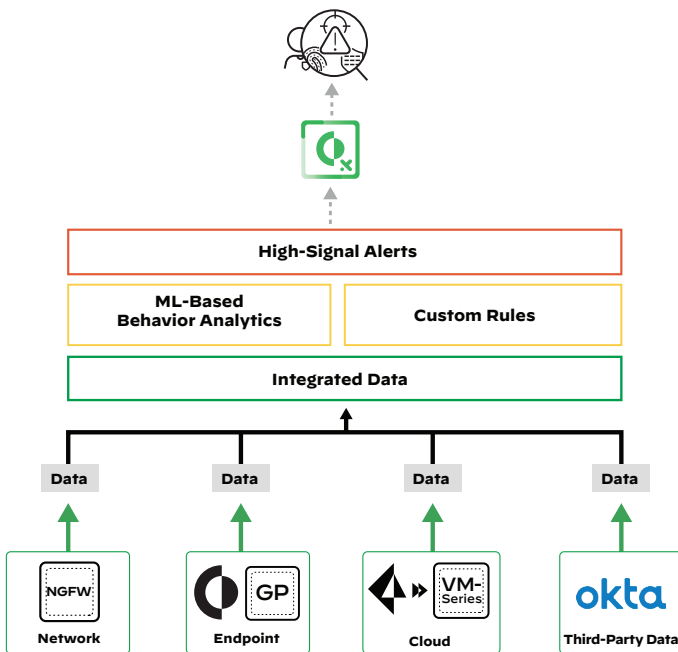 High-Signal Alerts
ML-Based
Behavior Analytics
Custom Rules
Integrated Data
Data
Data
Data
Data
NGFW
Network
GP
Endpoint
VM-
Series
Cloud
okta
Third-Party Data